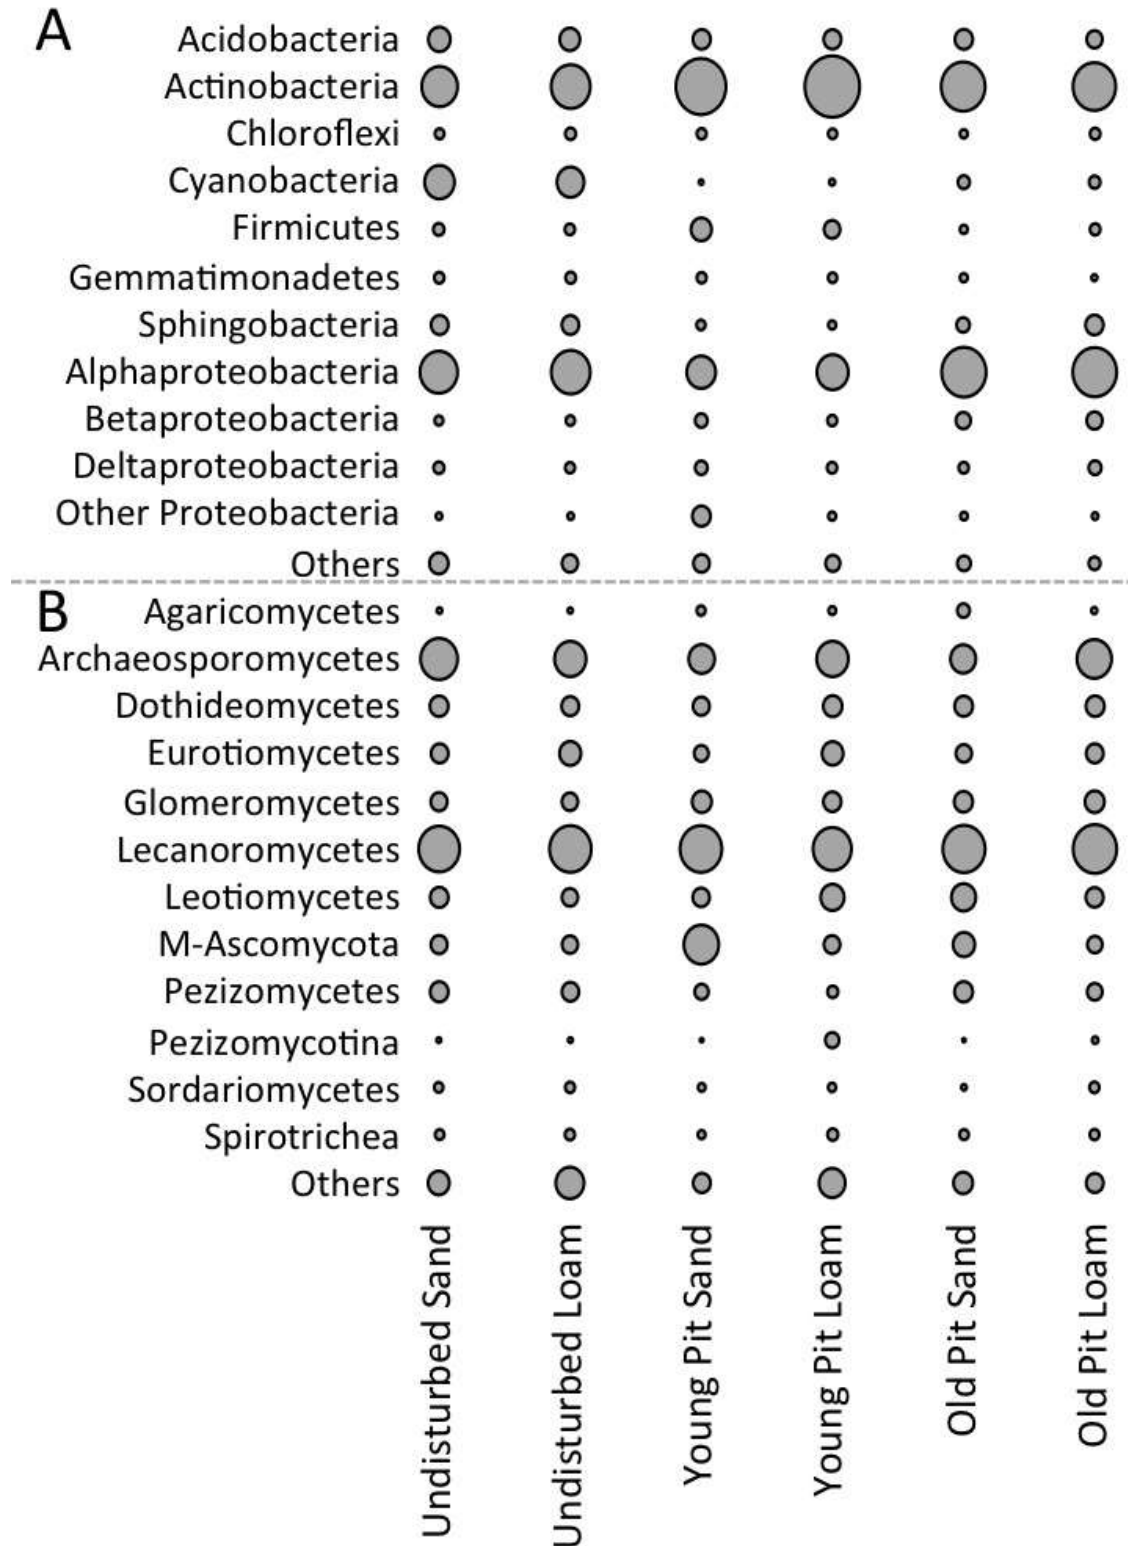 A
Acidobacteria
Actinobacteria
Chloroflexi
Cyanobacteria
Firmicutes
Gemmatimonadetes
Sphingobacteria
Alphaproteobacteria
Betaproteobacteria
Deltaproteobacteria
Other Proteobacteria
Others
B
Agaricomycetes
Archaeosporomycetes
Dothideomycetes
Eurotiomycetes
Glomeromycetes
Lecanoromycetes
Leotiomycetes
M-Ascomycota
Pezizomycetes
Pezizomycotina
Sordariomycetes
Spirotrichea
Others
Undisturbed Sand
Undisturbed Loam
Young Pit Sand
Young Pit Loam
Old Pit Sand
Old Pit Loam